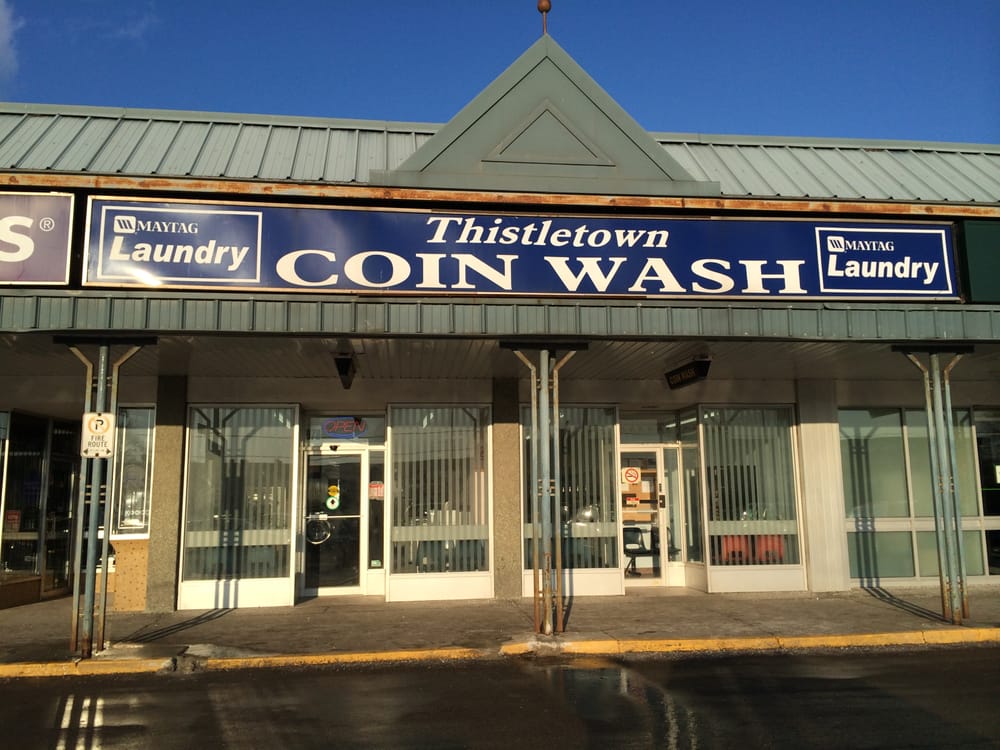 S®
MAYTAG
Laundry
Thistletown
COIN WASH
MAYTAG
Laundry
COIN WASH
OPEN
P
FIRE
ROUTE